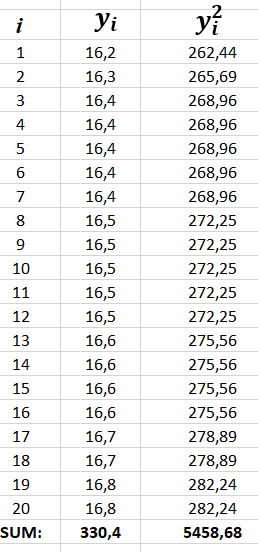 i yᵢ yᵢ²
1 16,2 262,44
2 16,3 265,69
3 16,4 268,96
4 16,4 268,96
5 16,4 268,96
6 16,4 268,96
7 16,4 268,96
8 16,5 272,25
9 16,5 272,25
10 16,5 272,25
11 16,5 272,25
12 16,5 272,25
13 16,6 275,56
14 16,6 275,56
15 16,6 275,56
16 16,6 275,56
17 16,7 278,89
18 16,7 278,89
19 16,8 282,24
20 16,8 282,24
SUM: 330,4 5458,68